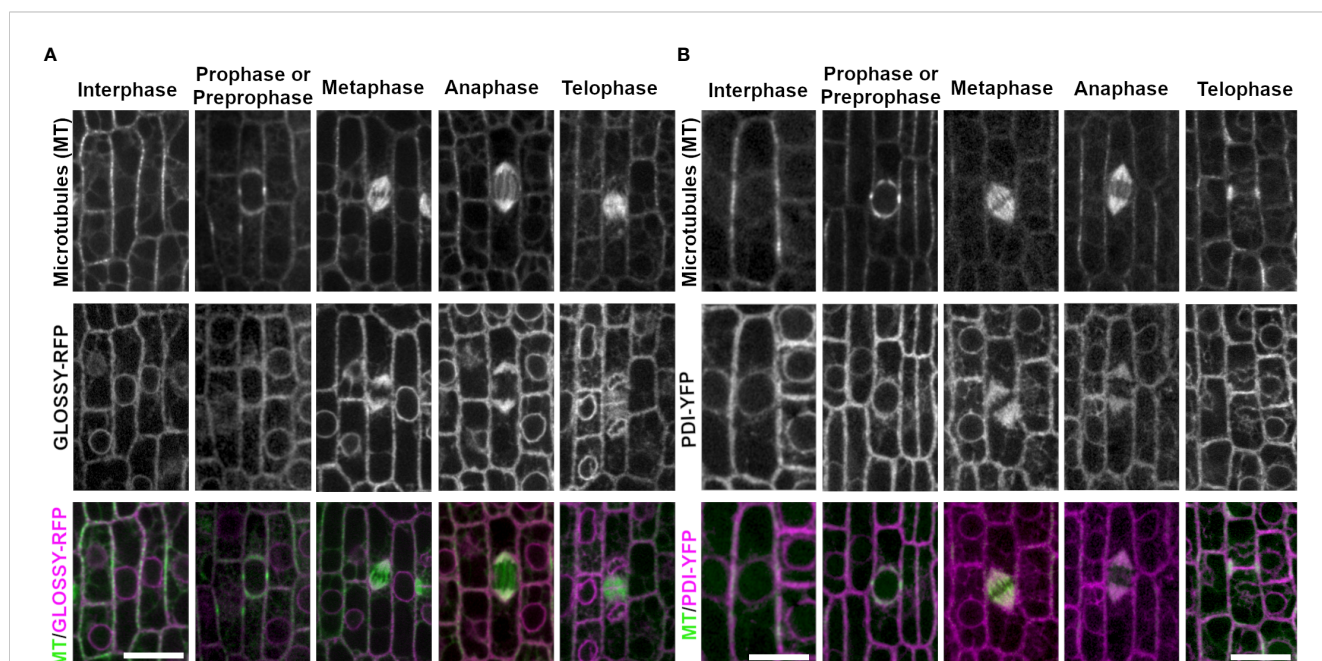 A
B
Interphase
Prophase or
Preprophase
Metaphase
Anaphase
Telophase
Interphase
Prophase or
Preprophase
Metaphase
Anaphase
Telophase
Microtubules (MT)
Microtubules (MT)
GLOSSY-RFP
PDI-YFP
MT/GLOSSY-RFP
MT/PDI-YFP